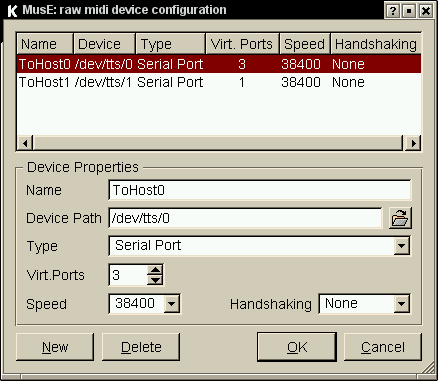 MusE: raw midi device configuration
Name Device Type Virt. Ports Speed Handshaking
ToHost0 /dev/tts/0 Serial Port 3 38400 None
ToHost1 /dev/tts/1 Serial Port 1 38400 None
Device Properties
Name ToHost0
Device Path /dev/tts/0
Type Serial Port
Virt.Ports 3
Speed 38400 Handshaking None
New Delete OK Cancel